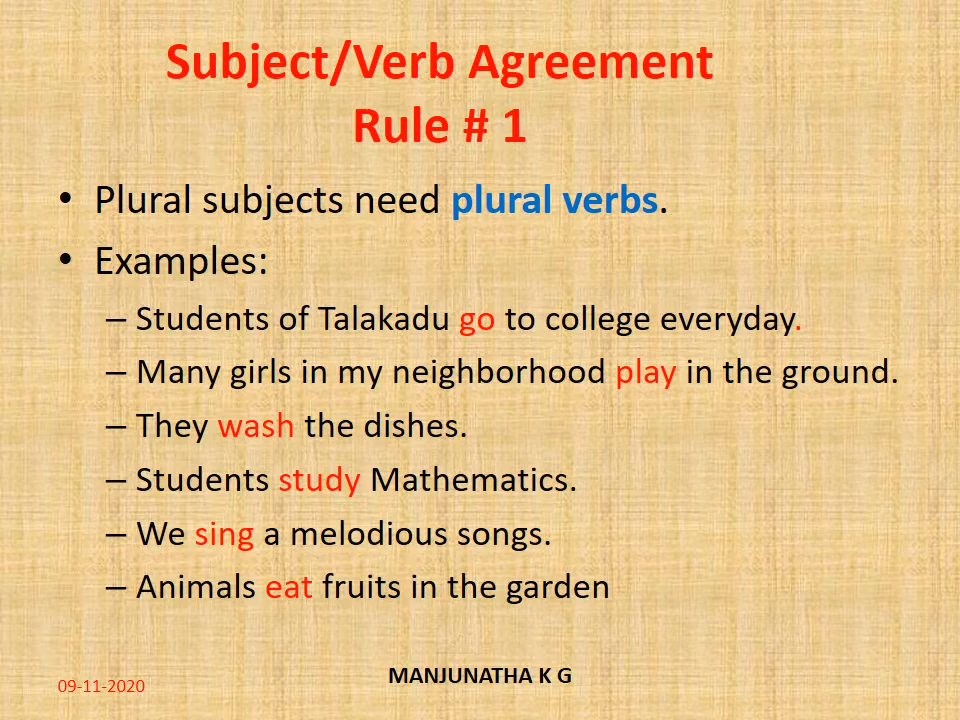 Subject/Verb Agreement
Rule # 1
• Plural subjects need plural verbs.
• Examples:
– Students of Talakadu go to college everyday.
– Many girls in my neighborhood play in the ground.
– They wash the dishes.
– Students study Mathematics.
– We sing a melodious songs.
– Animals eat fruits in the garden
09-11-2020
MANJUNATHA K G